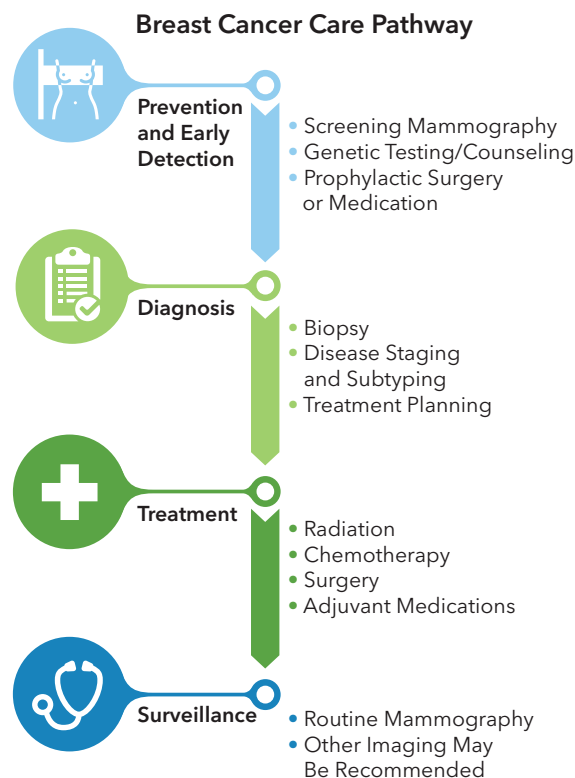 Breast Cancer Care Pathway
Prevention
and Early
Detection
• Screening Mammography
• Genetic Testing/Counseling
• Prophylactic Surgery
or Medication
Diagnosis
• Biopsy
• Disease Staging
and Subtyping
• Treatment Planning
Treatment
• Radiation
• Chemotherapy
• Surgery
• Adjuvant Medications
Surveillance
• Routine Mammography
• Other Imaging May
Be Recommended